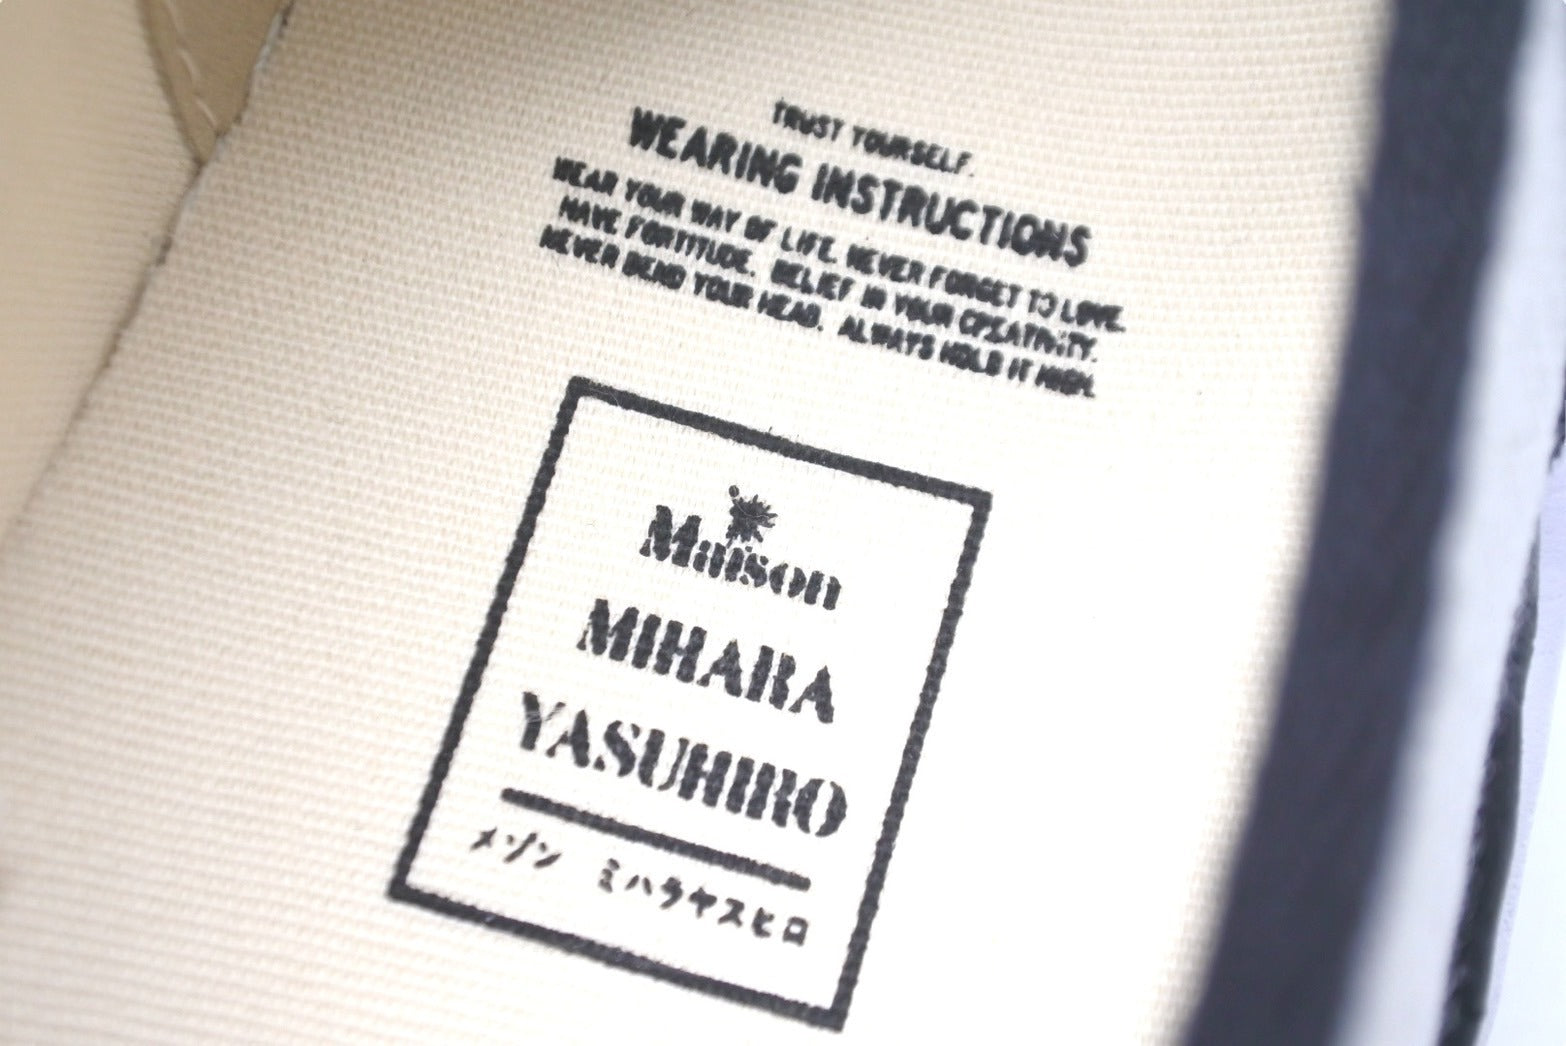 TRUST YOURSELF.
WEARING INSTRUCTIONS
WEAR YOUR WAY OF LIFE. NEVER FORGET TO LOVE.
HAVE FORTITUDE. BELIEF IN YOUR CREATIVITY.
NEVER BEND YOUR HEAD. ALWAYS HOLD IT HIGH.
Maison
MIHARA
YASUHIRO
メゾン ミハラヤスヒロ